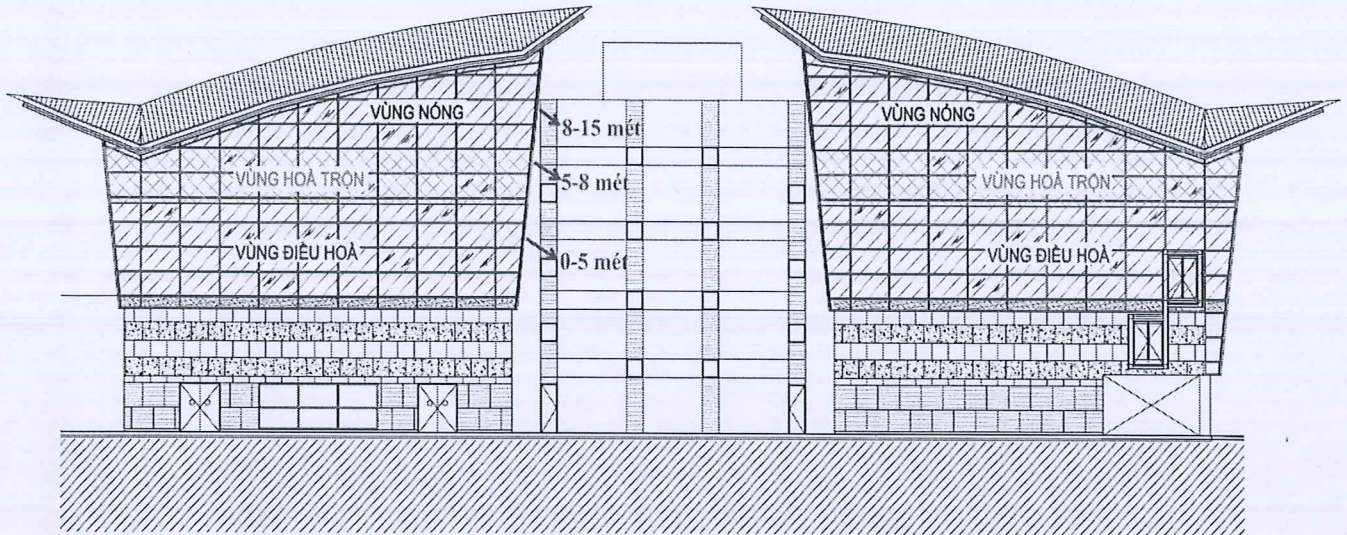 VÙNG NÓNG
VÙNG NÓNG
8-15 mét
VÙNG HOÀ TRỘN
5-8 mét
VÙNG HOÀ TRỘN
VÙNG ĐIỀU HOÀ
0-5 mét
VÙNG ĐIỀU HOÀ